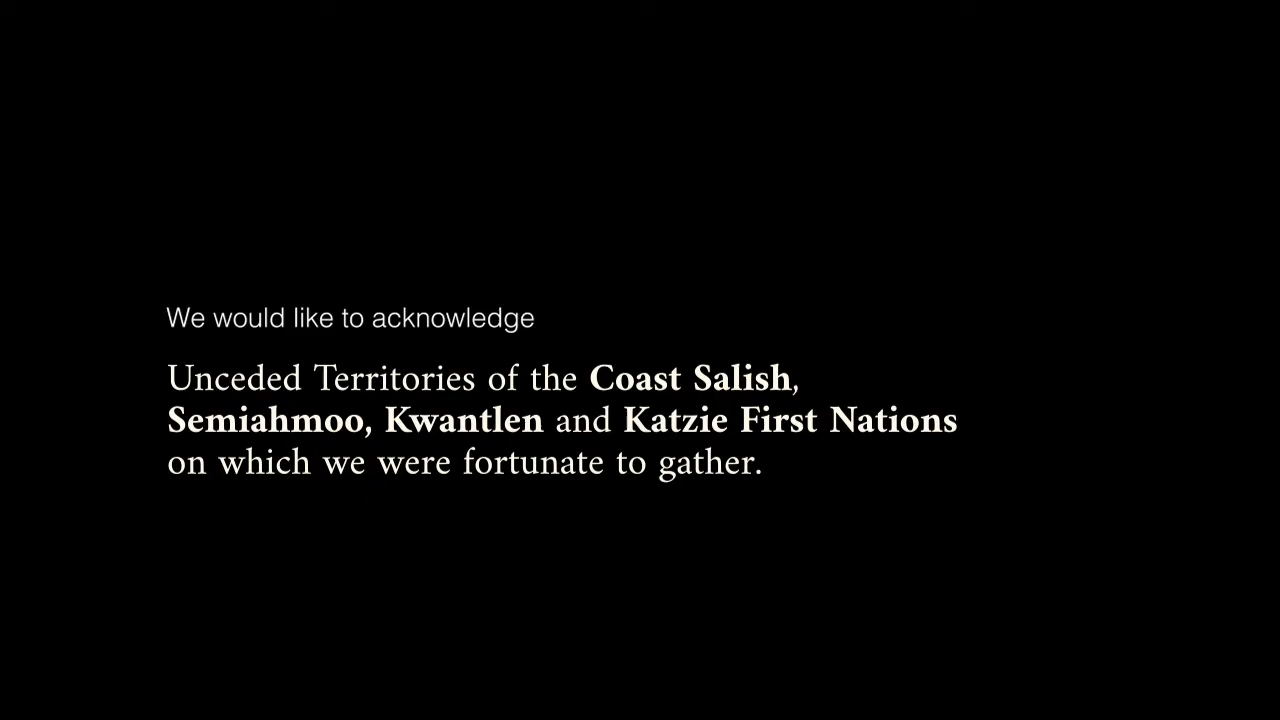 We would like to acknowledge
Unceded Territories of the Coast Salish,
Semiahmoo, Kwantlen and Katzie First Nations
on which we were fortunate to gather.